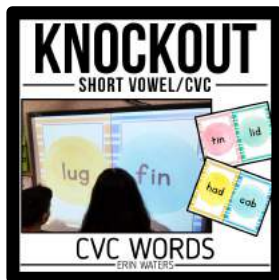 KNOCKOUT
SHORT VOWEL/CVC
lug fin
tin lid
had cab
CVC WORDS
ERIN WATERS